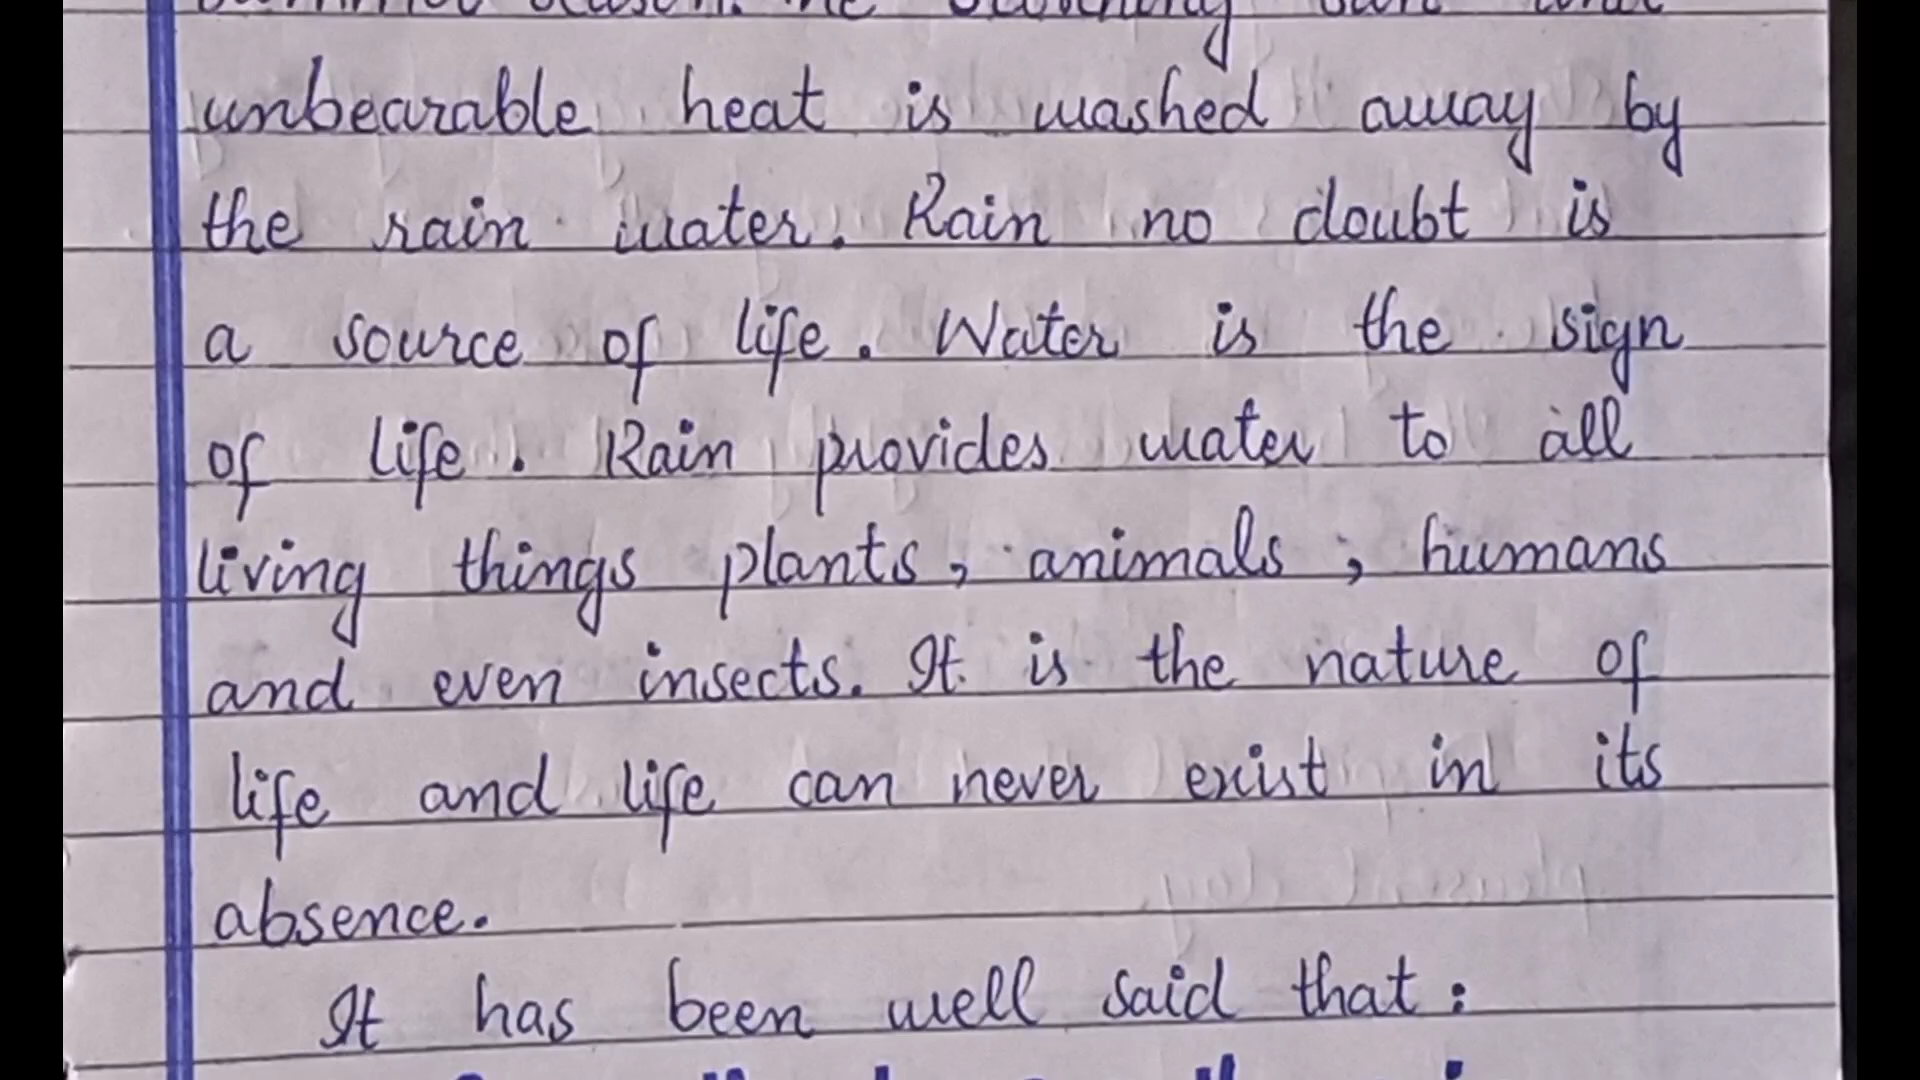 unbearable heat is washed away by
the rain water. Rain no doubt is
a source of life. Water is the sign
of life. Rain provides water to all
living things plants, animals, humans
and even insects. It is the nature of
life and life can never exist in its
absence.
It has been well said that: